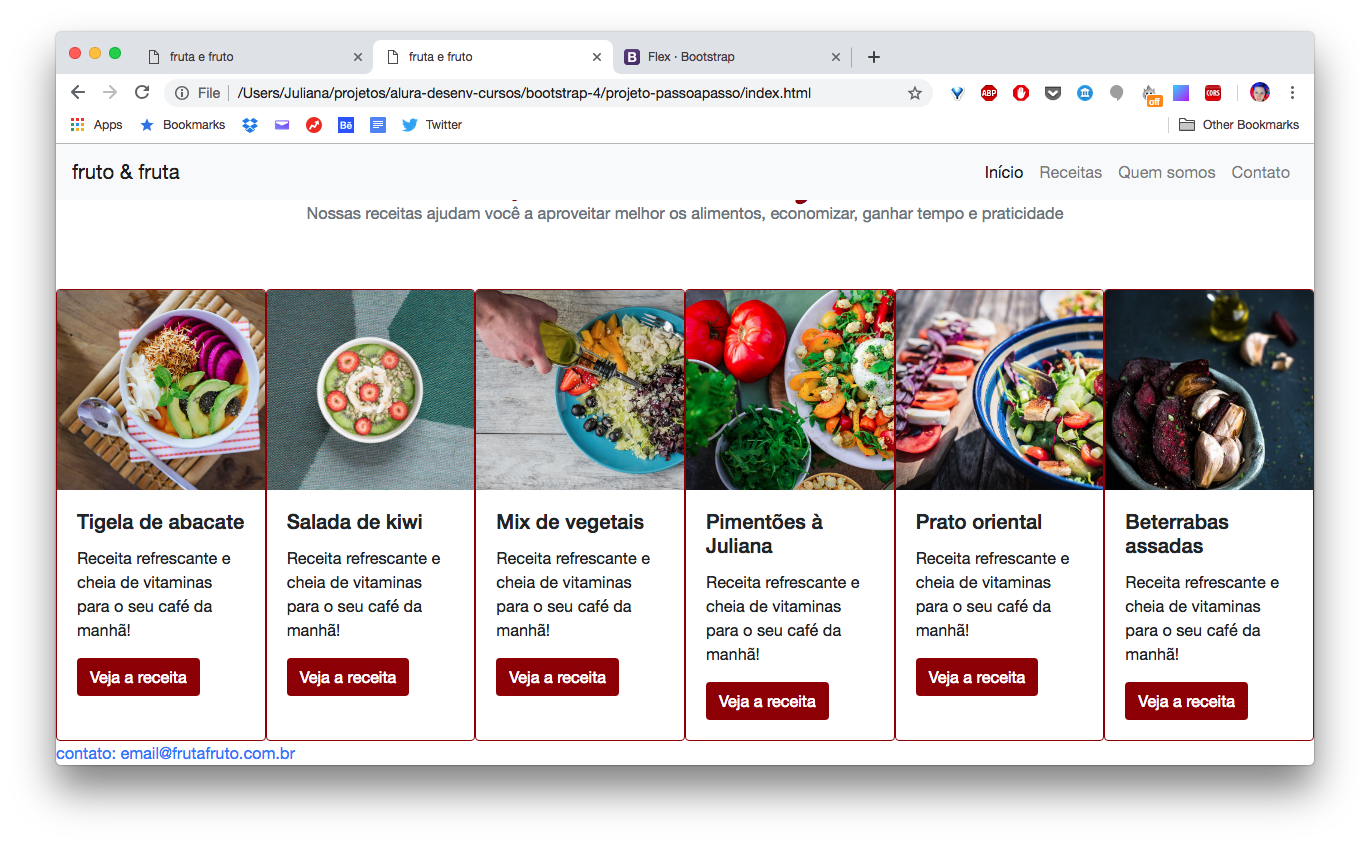 fruta e fruto
fruta e fruto
B Flex · Bootstrap
File /Users/Juliana/projetos/alura-desenv-cursos/bootstrap-4/projeto-passoapasso/index.html
ABP
off
CORS
Apps Bookmarks Bē Twitter Other Bookmarks
fruto & fruta Início Receitas Quem somos Contato
Nossas receitas ajudam você a aproveitar melhor os alimentos, economizar, ganhar tempo e praticidade
Tigela de abacate
Receita refrescante e
cheia de vitaminas
para o seu café da
manhã!
Veja a receita
Salada de kiwi
Receita refrescante e
cheia de vitaminas
para o seu café da
manhã!
Veja a receita
Mix de vegetais
Receita refrescante e
cheia de vitaminas
para o seu café da
manhã!
Veja a receita
Pimentões à
Juliana
Receita refrescante e
cheia de vitaminas
para o seu café da
manhã!
Veja a receita
Prato oriental
Receita refrescante e
cheia de vitaminas
para o seu café da
manhã!
Veja a receita
Beterrabas
assadas
Receita refrescante e
cheia de vitaminas
para o seu café da
manhã!
Veja a receita
contato: email@frutafruto.com.br